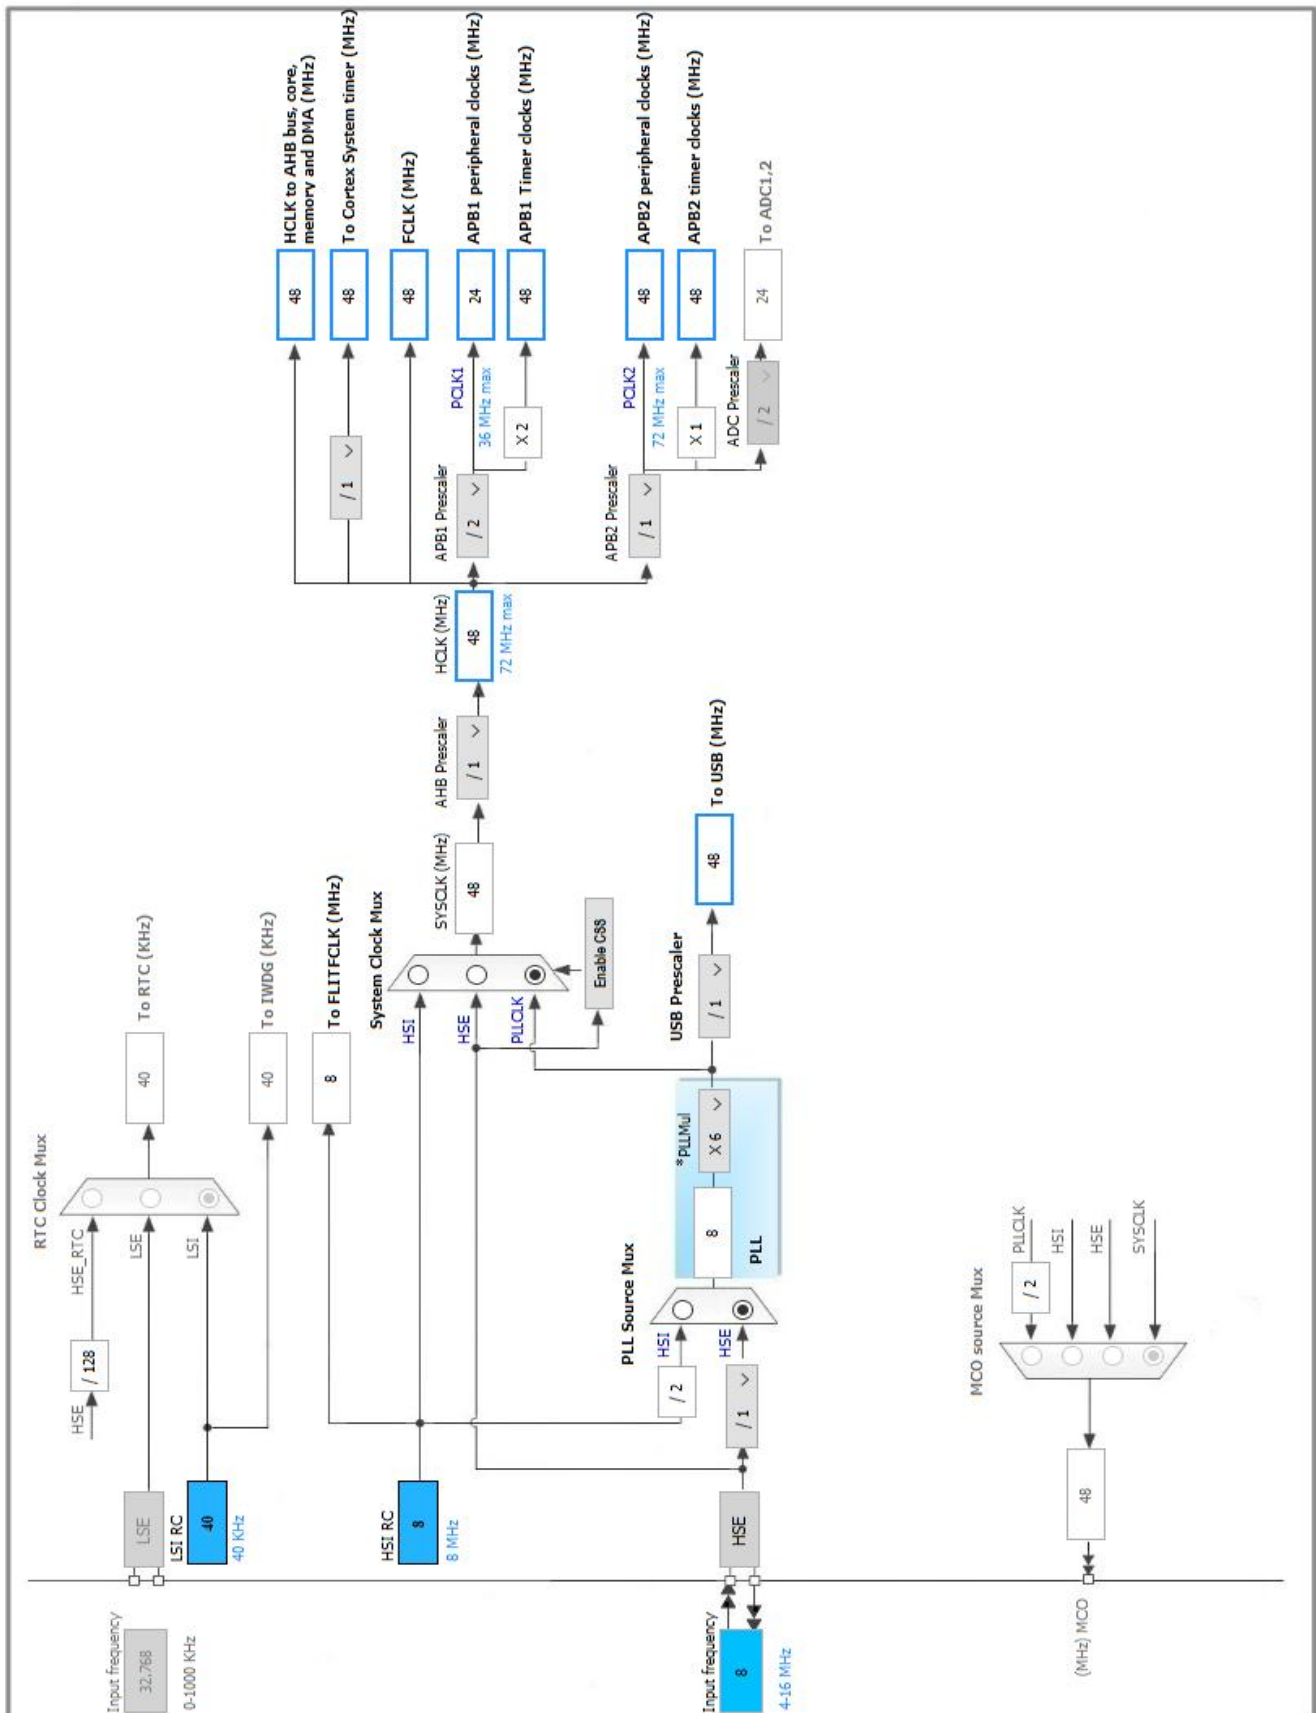 RTC Clock Mux
HSE
/ 128
HSE_RTC
LSE
LSI
40
To RTC (KHz)
Input frequency
32.768
0-1000 KHz
LSE
LSI RC
40
40 KHz
40
To IWDG (KHz)
8
To FLITFCLK (MHz)
HSI RC
8
8 MHz
System Clock Mux
HSI
HSE
PLLCLK
Enable CSS
SYSCLK (MHz)
48
AHB Prescaler
/ 1
HCLK (MHz)
48
72 MHz max
48
HCLK to AHB bus, core,
memory and DMA (MHz)
/ 1
48
To Cortex System timer (MHz)
48
FCLK (MHz)
APB1 Prescaler
/ 2
PCLK1
36 MHz max
24
APB1 peripheral clocks (MHz)
X 2
48
APB1 Timer clocks (MHz)
APB2 Prescaler
/ 1
PCLK2
72 MHz max
48
APB2 peripheral clocks (MHz)
X 1
48
APB2 timer clocks (MHz)
ADC Prescaler
/ 2
24
To ADC1,2
PLL Source Mux
/ 2
HSI
/ 1
HSE
8
*PLLMul
X 6
PLL
USB Prescaler
/ 1
48
To USB (MHz)
Input frequency
8
4-16 MHz
HSE
MCO source Mux
/ 2
PLLCLK
HSI
HSE
SYSCLK
48
(MHz) MCO